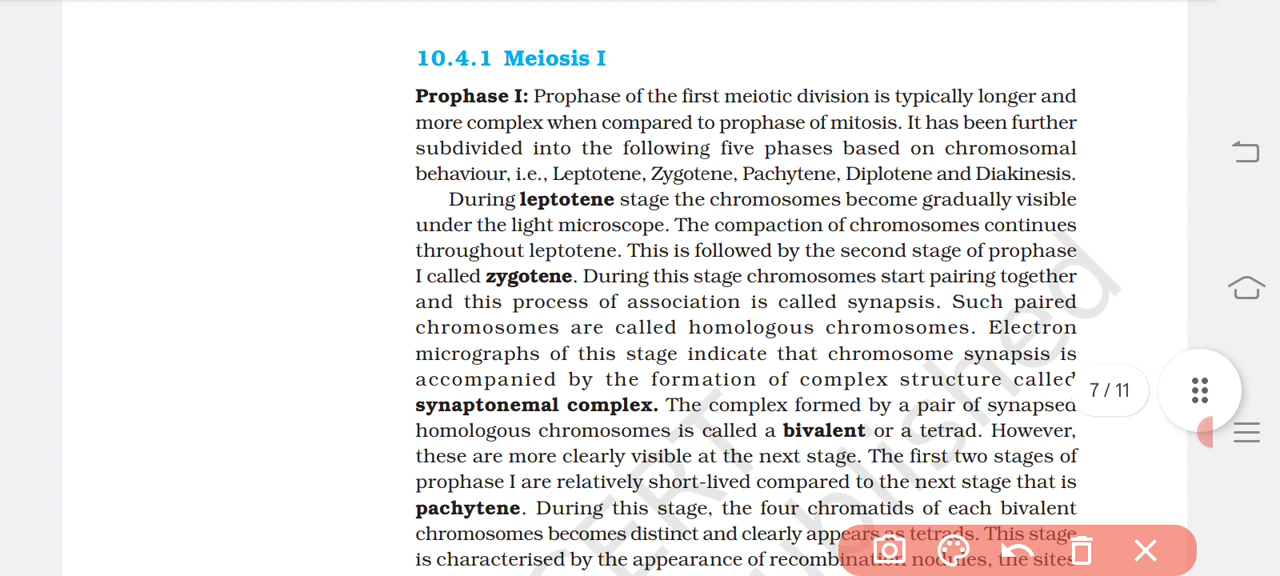 10.4.1 Meiosis I
Prophase I: Prophase of the first meiotic division is typically longer and
more complex when compared to prophase of mitosis. It has been further
subdivided into the following five phases based on chromosomal
behaviour, i.e., Leptotene, Zygotene, Pachytene, Diplotene and Diakinesis.
During leptotene stage the chromosomes become gradually visible
under the light microscope. The compaction of chromosomes continues
throughout leptotene. This is followed by the second stage of prophase
I called zygotene. During this stage chromosomes start pairing together
and this process of association is called synapsis. Such paired
chromosomes are called homologous chromosomes. Electron
micrographs of this stage indicate that chromosome synapsis is
accompanied by the formation of complex structure called
synaptonemal complex. The complex formed by a pair of synapsed
homologous chromosomes is called a bivalent or a tetrad. However,
these are more clearly visible at the next stage. The first two stages of
prophase I are relatively short-lived compared to the next stage that is
pachytene. During this stage, the four chromatids of each bivalent
chromosomes becomes distinct and clearly appears as tetrads. This stage
is characterised by the appearance of recombination nodules, the sites
7 / 11